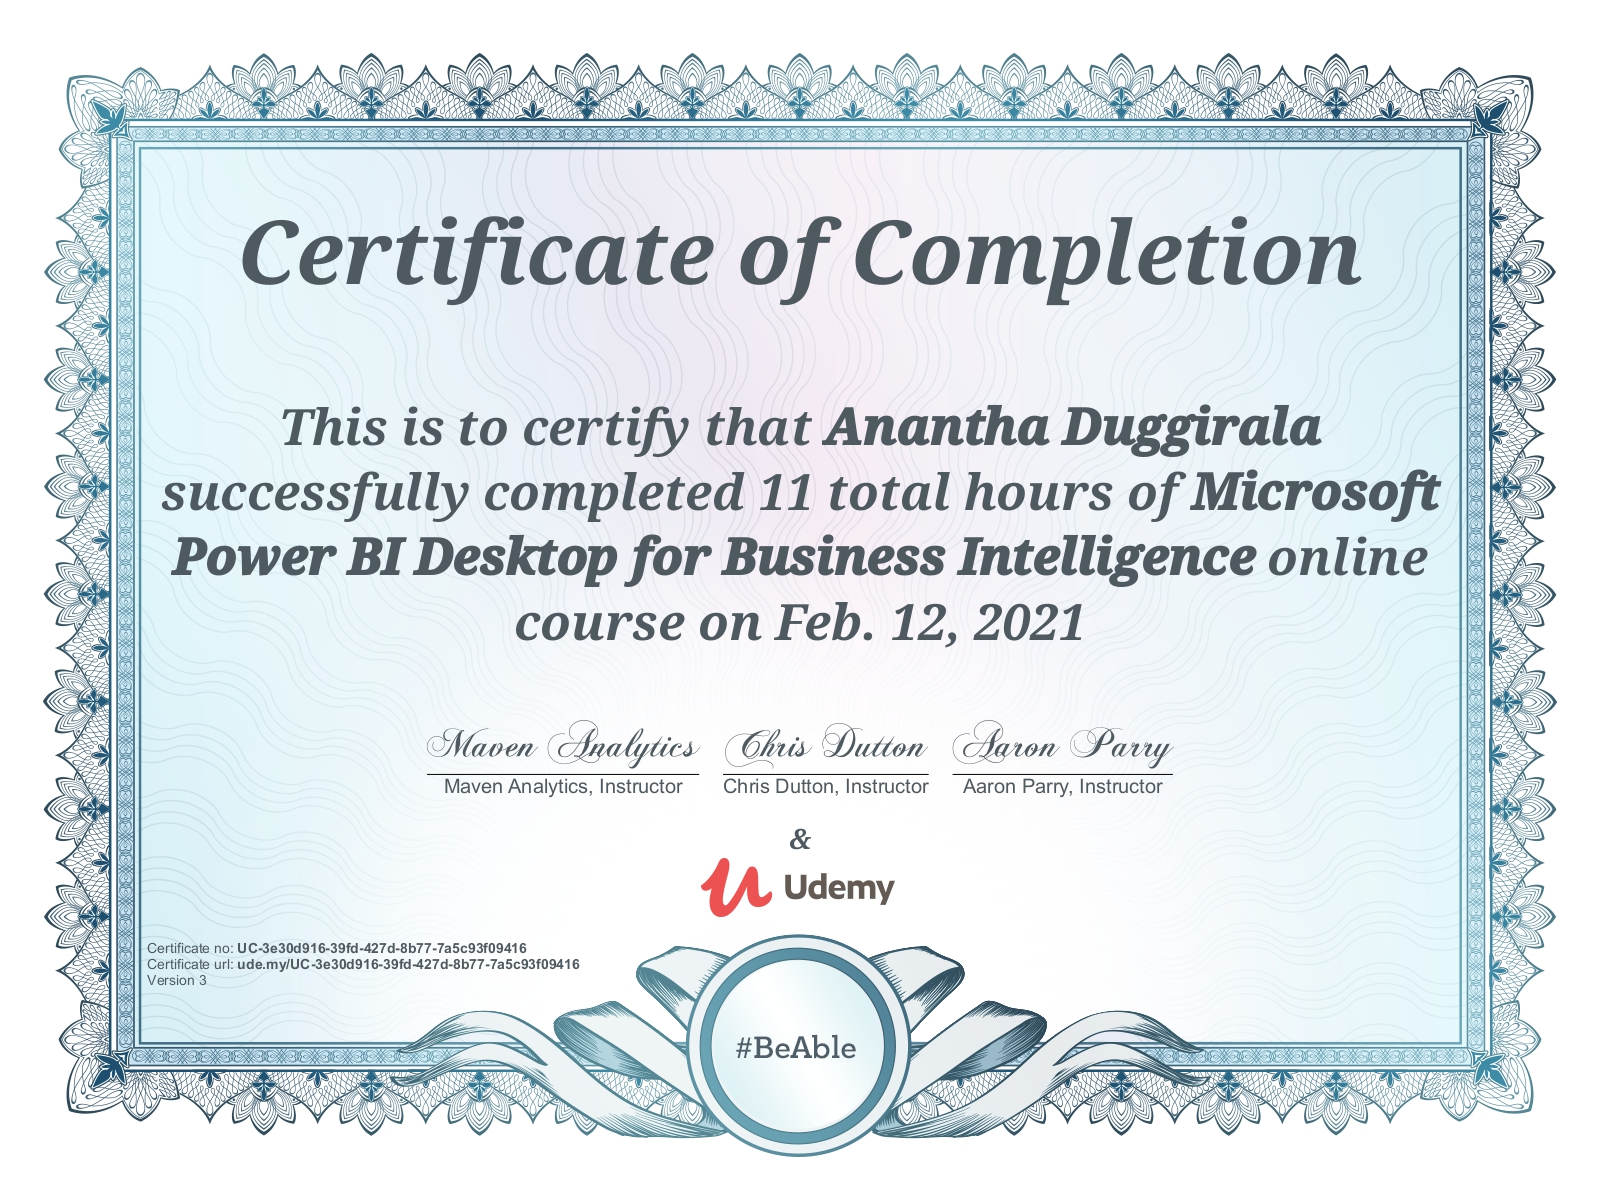 Certificate of Completion
This is to certify that Anantha Duggirala
successfully completed 11 total hours of Microsoft
Power BI Desktop for Business Intelligence online
course on Feb. 12, 2021
Maven Analytics Chris Dutton Aaron Parry
Maven Analytics, Instructor Chris Dutton, Instructor Aaron Parry, Instructor
&
Udemy
Certificate no: UC-3e30d916-39fd-427d-8b77-7a5c93f09416
Certificate url: ude.my/UC-3e30d916-39fd-427d-8b77-7a5c93f09416
Version 3
#BeAble